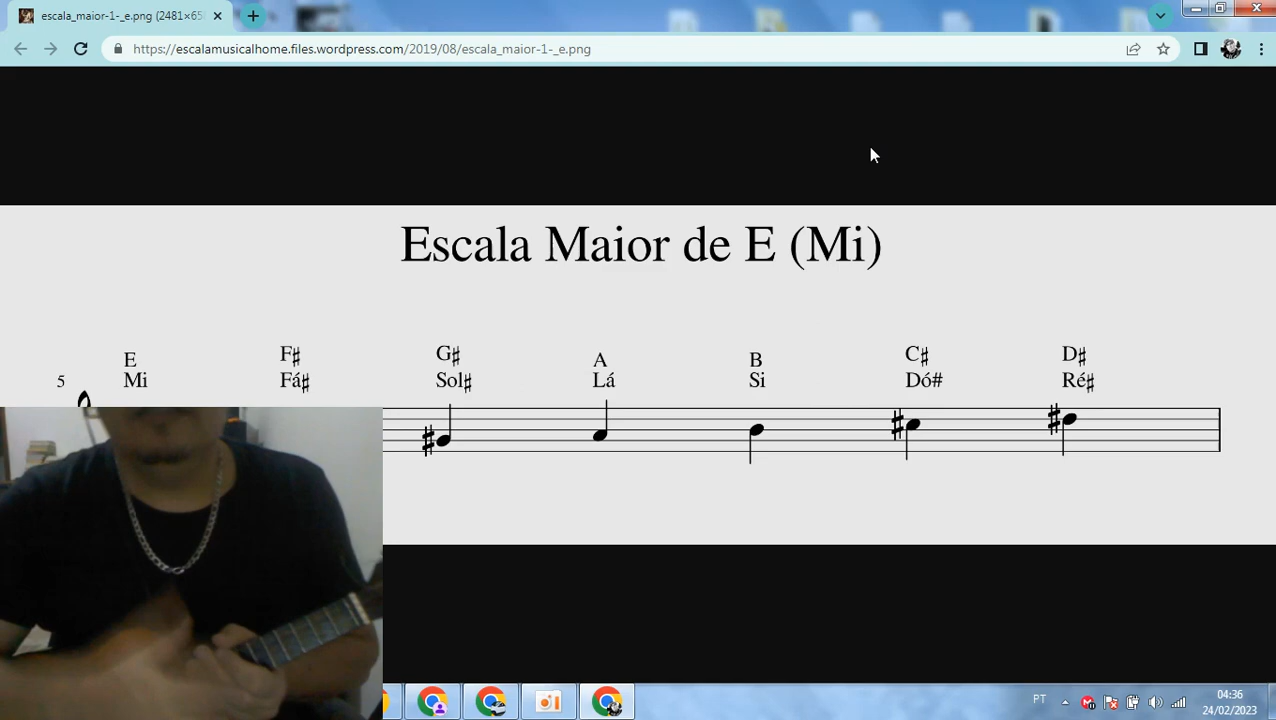 escala_maior-1-_e.png (2481×65
https://escalamusicalhome.files.wordpress.com/2019/08/escala_maior-1-_e.png
Escala Maior de E (Mi)
E F♯ G♯ A B C♯ D♯
5 Mi Fá♯ Sol♯ Lá Si Dó# Ré♯
PT
04:36
24/02/2023